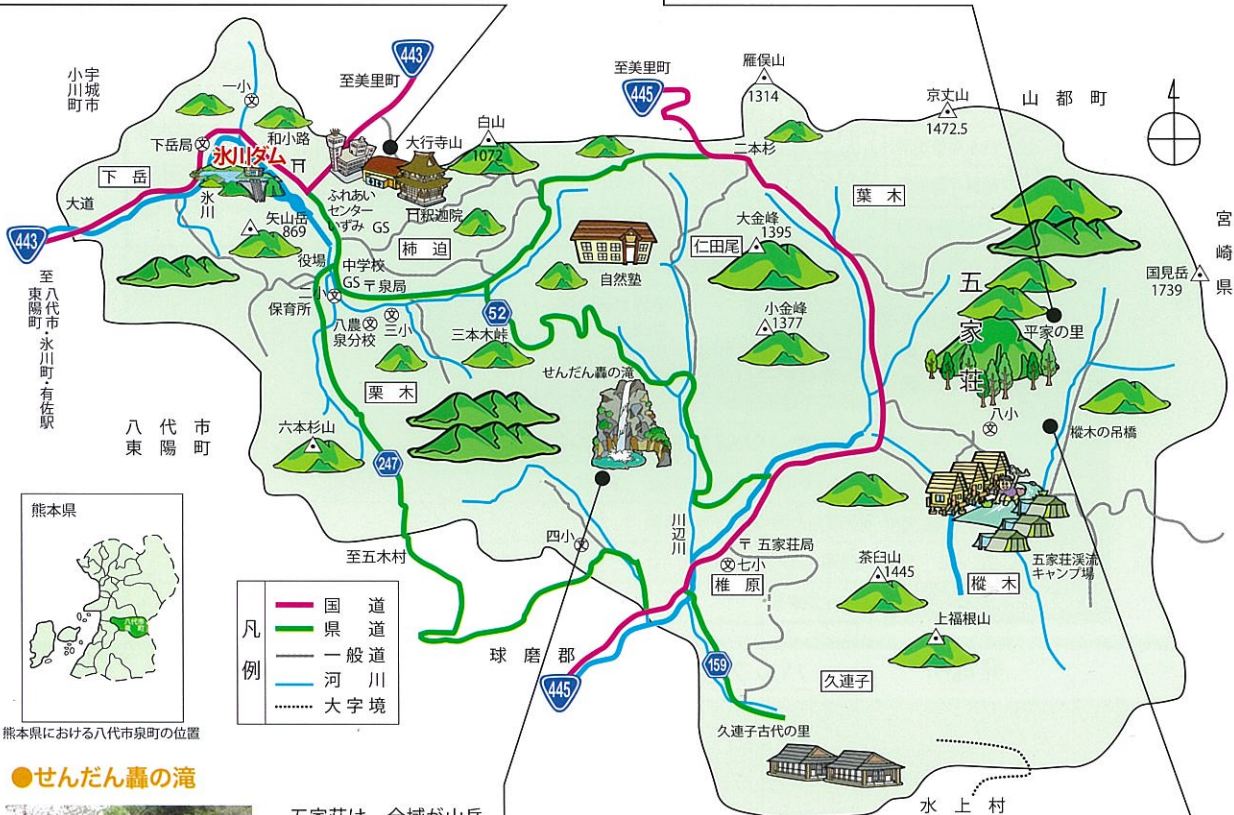 443
445
至美里町
至美里町
雁俣山
1314
京丈山
1472.5
山都町
宇城市
小川町
一小
下岳局
和小路
氷川ダム
大行寺山
白山
1072
二本杉
下岳
大道
氷川
矢山岳
869
ふれあい
センター
いずみ
GS
釈迦院
柿迫
葉木
大金峰
1395
仁田尾
宮崎県
443
役場
中学校
GS
〒泉局
二小
保育所
自然塾
国見岳
1739
五家荘
至八代市・氷川町・有佐駅
東陽町
八農
泉分校
三小
52
三本木峠
小金峰
1377
平家の里
せんだん轟の滝
栗木
八小
樅木の吊橋
八代市
東陽町
六本杉山
247
熊本県
川辺川
四小
〒五家荘局
七小
椎原
茶臼山
1445
五家荘渓流
キャンプ場
樅木
至五木村
上福根山
凡例
国道
県道
一般道
河川
大字境
球磨郡
445
159
久連子
久連子古代の里
熊本県における八代市泉町の位置
水上村
●せんだん轟の滝